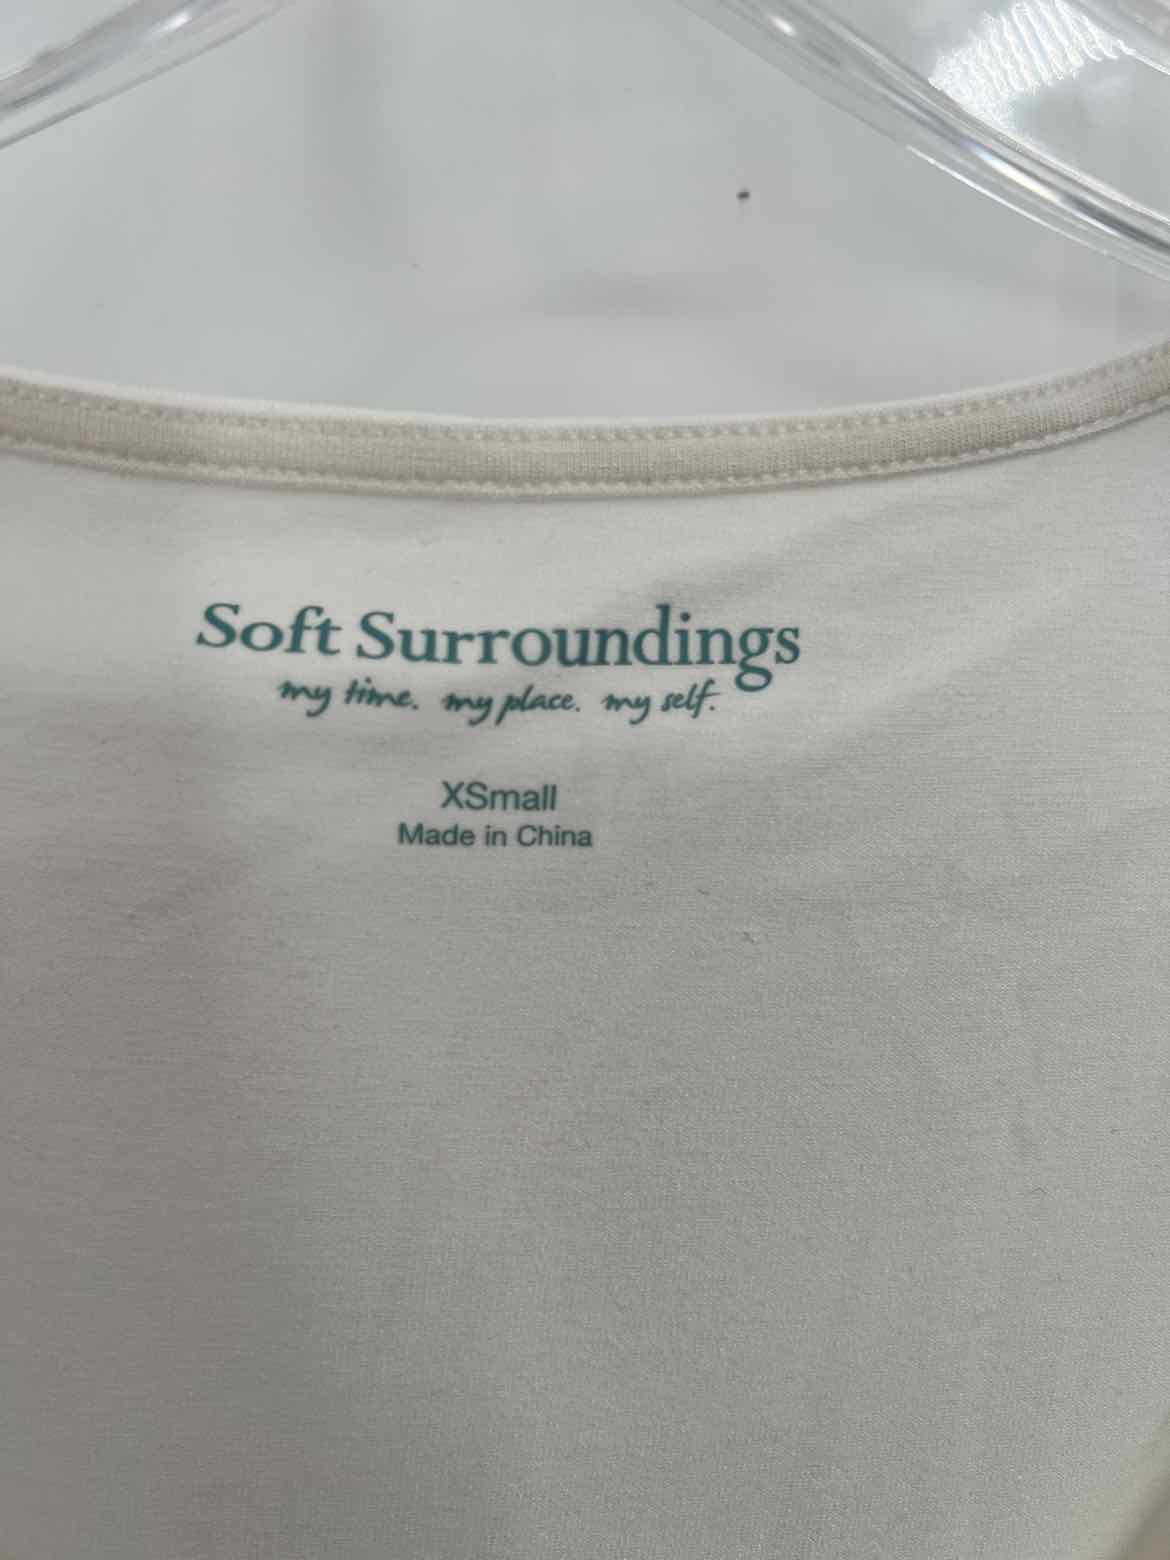 Soft Surroundings
my time. my place. my self.
XSmall
Made in China